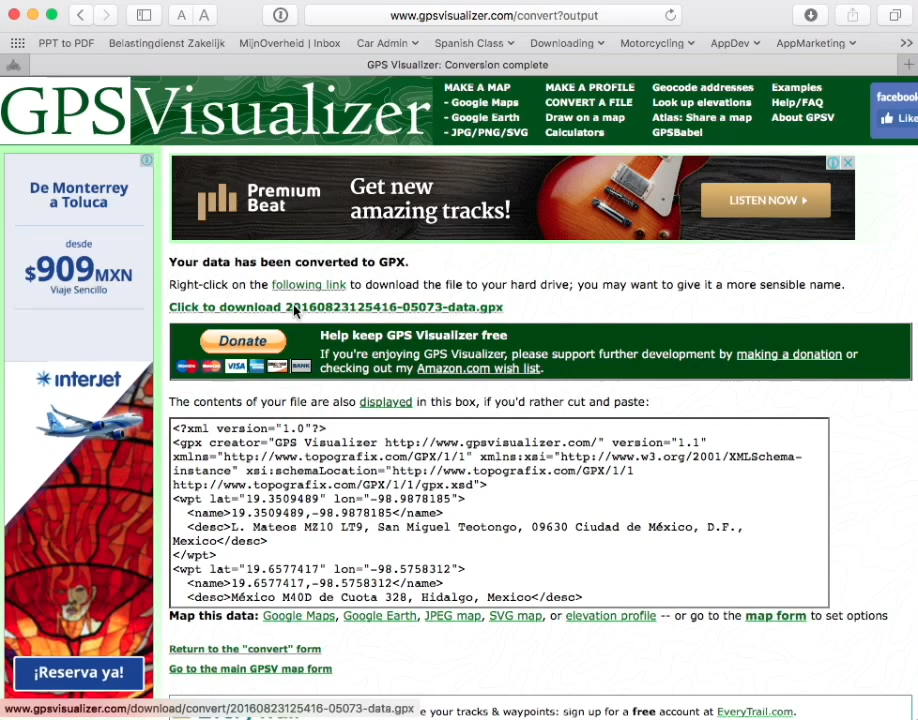 www.gpsvisualizer.com/convert?output
PPT to PDF Belastingdienst Zakelijk MijnOverheid | Inbox Car Admin Spanish Class Downloading Motorcycling AppDev AppMarketing >>
GPS Visualizer: Conversion complete
GPSVisualizer
MAKE A MAP
- Google Maps
- Google Earth
- JPG/PNG/SVG
MAKE A PROFILE
CONVERT A FILE
Draw on a map
Calculators
Geocode addresses
Look up elevations
Atlas: Share a map
GPSBabel
Examples
Help/FAQ
About GPSV
facebook
Like
De Monterrey
a Toluca
desde
$909MXN
Viaje Sencillo
interjet
¡Reserva ya!
Premium
Beat
Get new
amazing tracks!
LISTEN NOW
Your data has been converted to GPX.
Right-click on the following link to download the file to your hard drive; you may want to give it a more sensible name.
Click to download 20160823125416-05073-data.gpx
Donate
VISA
BANK
Help keep GPS Visualizer free
If you're enjoying GPS Visualizer, please support further development by making a donation or
checking out my Amazon.com wish list.
The contents of your file are also displayed in this box, if you'd rather cut and paste:
<?xml version="1.0"?>
<gpx creator="GPS Visualizer http://www.gpsvisualizer.com/" version="1.1"
xmlns="http://www.topografix.com/GPX/1/1" xmlns:xsi="http://www.w3.org/2001/XMLSchema-
instance" xsi:schemaLocation="http://www.topografix.com/GPX/1/1
http://www.topografix.com/GPX/1/1/gpx.xsd">
<wpt lat="19.3509489" lon="-98.9878185">
<name>19.3509489,-98.9878185</name>
<desc>L. Mateos MZ10 LT9, San Miguel Teotongo, 09630 Ciudad de México, D.F.,
Mexico</desc>
</wpt>
<wpt lat="19.6577417" lon="-98.5758312">
<name>19.6577417,-98.5758312</name>
<desc>México M40D de Cuota 328, Hidalgo, Mexico</desc>
Map this data: Google Maps, Google Earth, JPEG map, SVG map, or elevation profile -- or go to the map form to set options
Return to the "convert" form
Go to the main GPSV map form
www.gpsvisualizer.com/download/convert/20160823125416-05073-data.gpx
e your tracks & waypoints: sign up for a free account at EveryTrail.com.